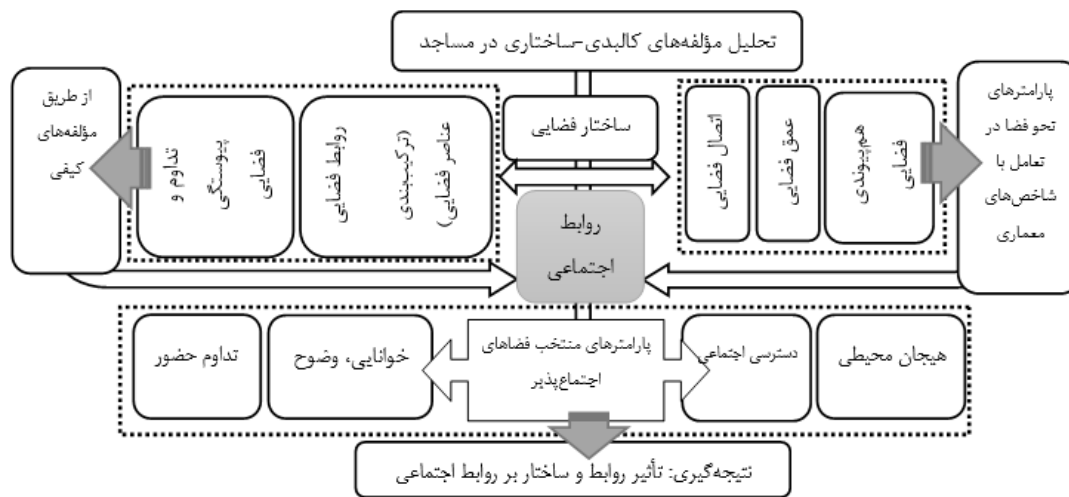 تحلیل مؤلفه‌های کالبدی-ساختاری در مساجد
پارامترهای
نحو فضا در
تعامل با
شاخص‌های
معماری
هم‌پیوندی
فضایی
عمق فضایی
اتصال فضایی
ساختار فضایی
روابط فضایی
(ترکیب‌بندی
عناصر فضایی)
تداوم و
پیوستگی
فضایی
از طریق
مؤلفه‌های
کیفی
روابط
اجتماعی
هیجان محیطی
دسترسی اجتماعی
پارامترهای منتخب فضاهای
اجتماع‌پذیر
خوانایی، وضوح
تداوم حضور
نتیجه‌گیری: تأثیر روابط و ساختار بر روابط اجتماعی